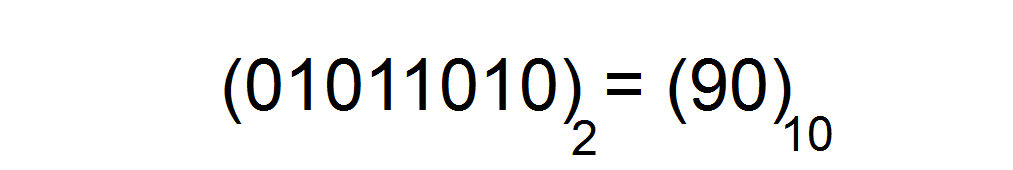 (01011010)₂ = (90)₁₀